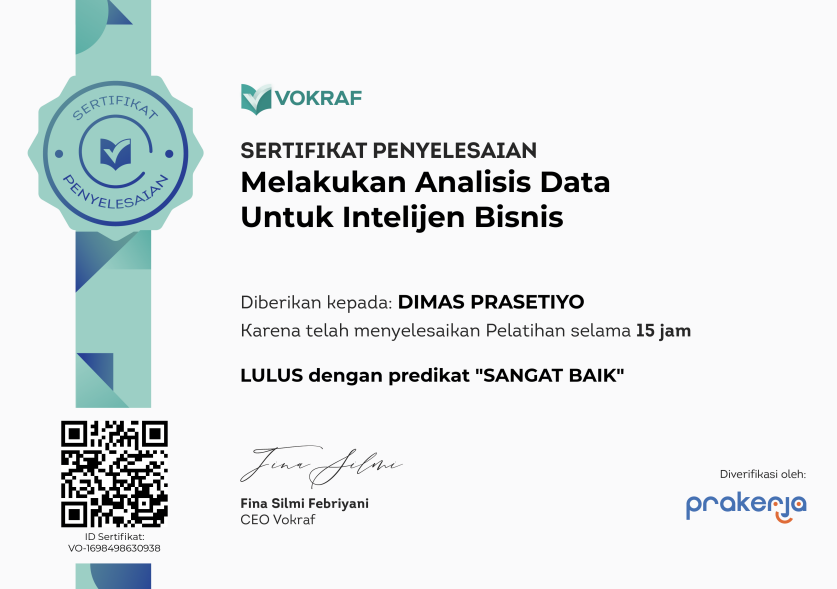 SERTIFIKAT
PENYELESAIAN
VOKRAF
SERTIFIKAT PENYELESAIAN
Melakukan Analisis Data
Untuk Intelijen Bisnis
Diberikan kepada: DIMAS PRASETIYO
Karena telah menyelesaikan Pelatihan selama 15 jam
LULUS dengan predikat "SANGAT BAIK"
Fina Silmi
Fina Silmi Febriyani
CEO Vokraf
ID Sertifikat:
VO-1698498630938
Diverifikasi oleh:
prakerja